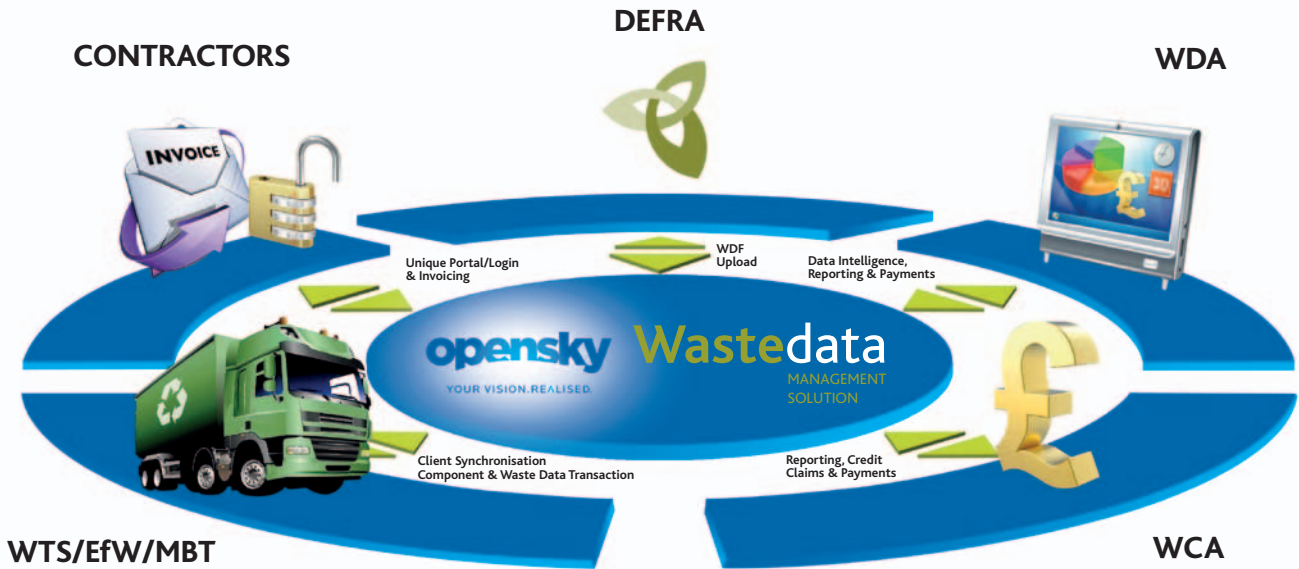 DEFRA
CONTRACTORS
WDA
INVOICE
30
WDF
Upload
Unique Portal/Login
& Invoicing
Data Intelligence,
Reporting & Payments
opensky
YOUR VISION.REALISED.
Wastedata
MANAGEMENT
SOLUTION
£
Client Synchronisation
Component & Waste Data Transaction
Reporting, Credit
Claims & Payments
WTS/EfW/MBT
WCA